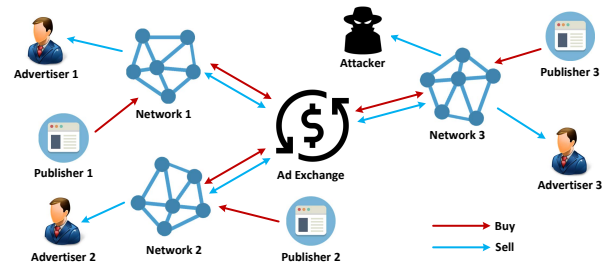 Advertiser 1
Network 1
Publisher 1
Advertiser 2
Network 2
Publisher 2
$
Ad Exchange
Attacker
Network 3
Publisher 3
Advertiser 3
Buy
Sell